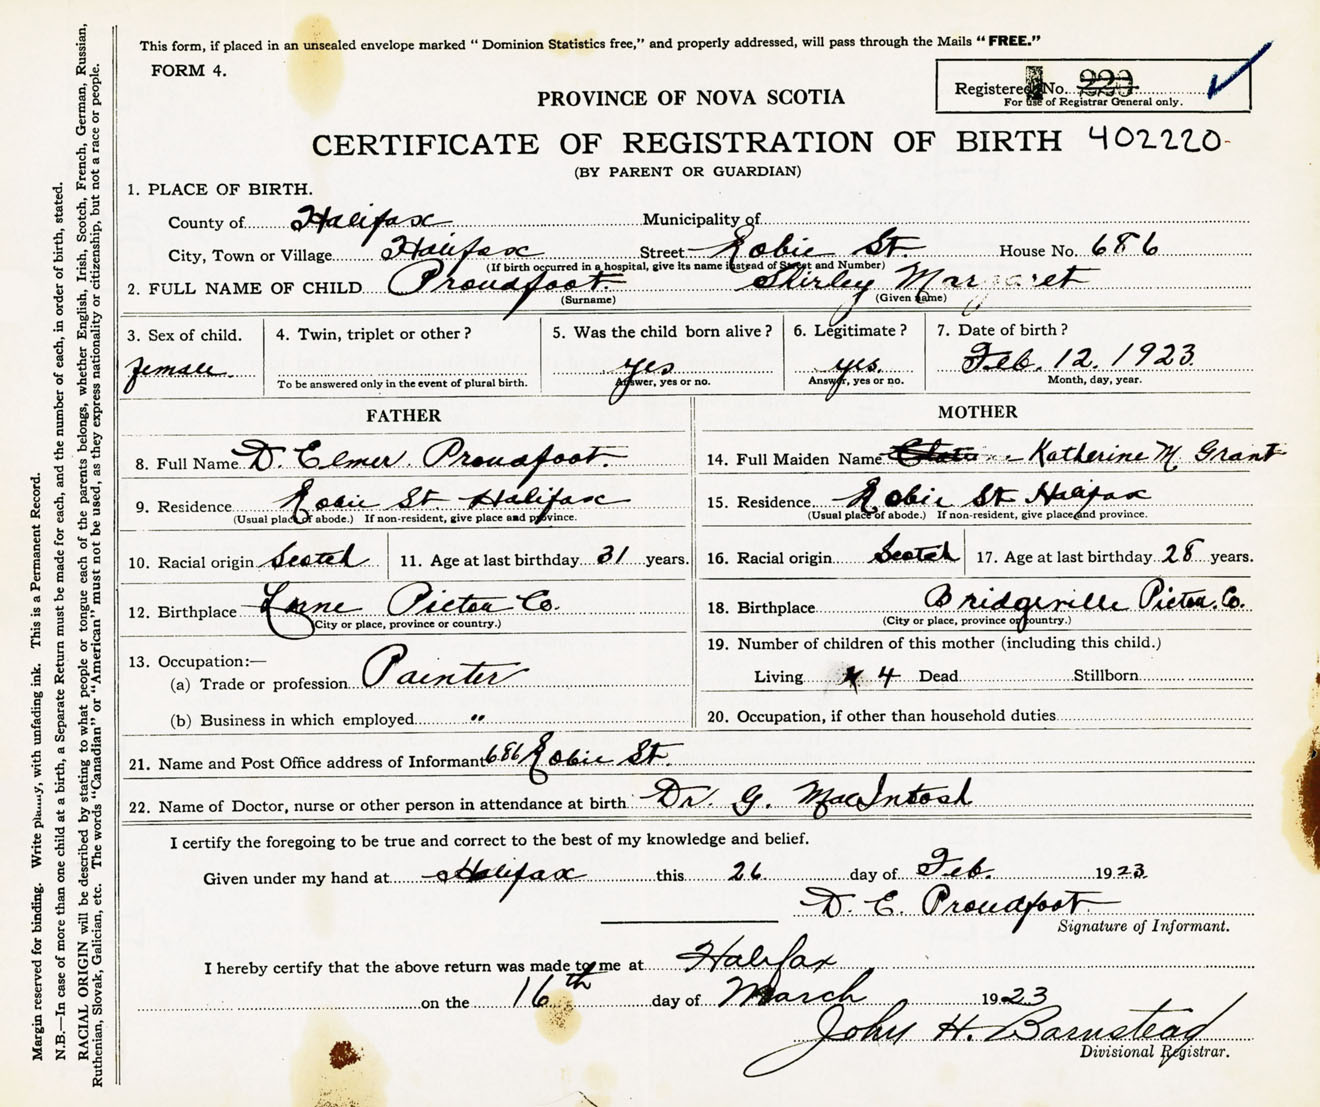 This form, if placed in an unsealed envelope marked "Dominion Statistics free," and properly addressed, will pass through the Mails "FREE."
FORM 4.
Registered No.
For use of Registrar General only.
PROVINCE OF NOVA SCOTIA
CERTIFICATE OF REGISTRATION OF BIRTH 402220
(BY PARENT OR GUARDIAN)
1. PLACE OF BIRTH.
County of Halifax Municipality of
City, Town or Village Halifax Street Robie St. House No. 686
(If birth occurred in a hospital, give its name instead of Street and Number)
2. FULL NAME OF CHILD Proudfoot Shirley Margaret
(Surname) (Given name)
3. Sex of child. 4. Twin, triplet or other? 5. Was the child born alive? 6. Legitimate? 7. Date of birth?
female yes yes. Feb. 12. 1923
To be answered only in the event of plural birth. Answer, yes or no. Answer, yes or no. Month, day, year.
FATHER MOTHER
8. Full Name D. Elmer Proudfoot. 14. Full Maiden Name Katherine M. Grant
9. Residence Robie St Halifax 15. Residence Robie St Halifax
(Usual place of abode.) If non-resident, give place and province. (Usual place of abode.) If non-resident, give place and province.
10. Racial origin Scotch 11. Age at last birthday 31 years. 16. Racial origin Scotch 17. Age at last birthday 28 years.
12. Birthplace Lorne Pictou Co. 18. Birthplace Bridgeville Pictou. Co.
(City or place, province or country.) (City or place, province or country.)
13. Occupation:— 19. Number of children of this mother (including this child.)
(a) Trade or profession Painter Living 4 Dead Stillborn
(b) Business in which employed " 20. Occupation, if other than household duties
21. Name and Post Office address of Informant 686 Robie St.
22. Name of Doctor, nurse or other person in attendance at birth Dr. G. MacIntosh
I certify the foregoing to be true and correct to the best of my knowledge and belief.
Given under my hand at Halifax this 26 day of Feb. 1923
D. E. Proudfoot
Signature of Informant.
I hereby certify that the above return was made to me at Halifax
on the 16th day of March 1923
John H. Barnstead
Divisional Registrar.
Margin reserved for binding. Write plainly, with unfading ink. This is a Permanent Record.
N.B.—In case of more than one child at a birth, a Separate Return must be made for each, and the number of each, in order of birth, stated.
RACIAL ORIGIN will be described by stating to what people or tongue each of the parents belongs, whether English, Irish, Scotch, French, German, Russian,
Ruthenian, Slovak, Galician, etc. The words "Canadian" or "American" must not be used, as they express nationality or citizenship, but not a race or people.